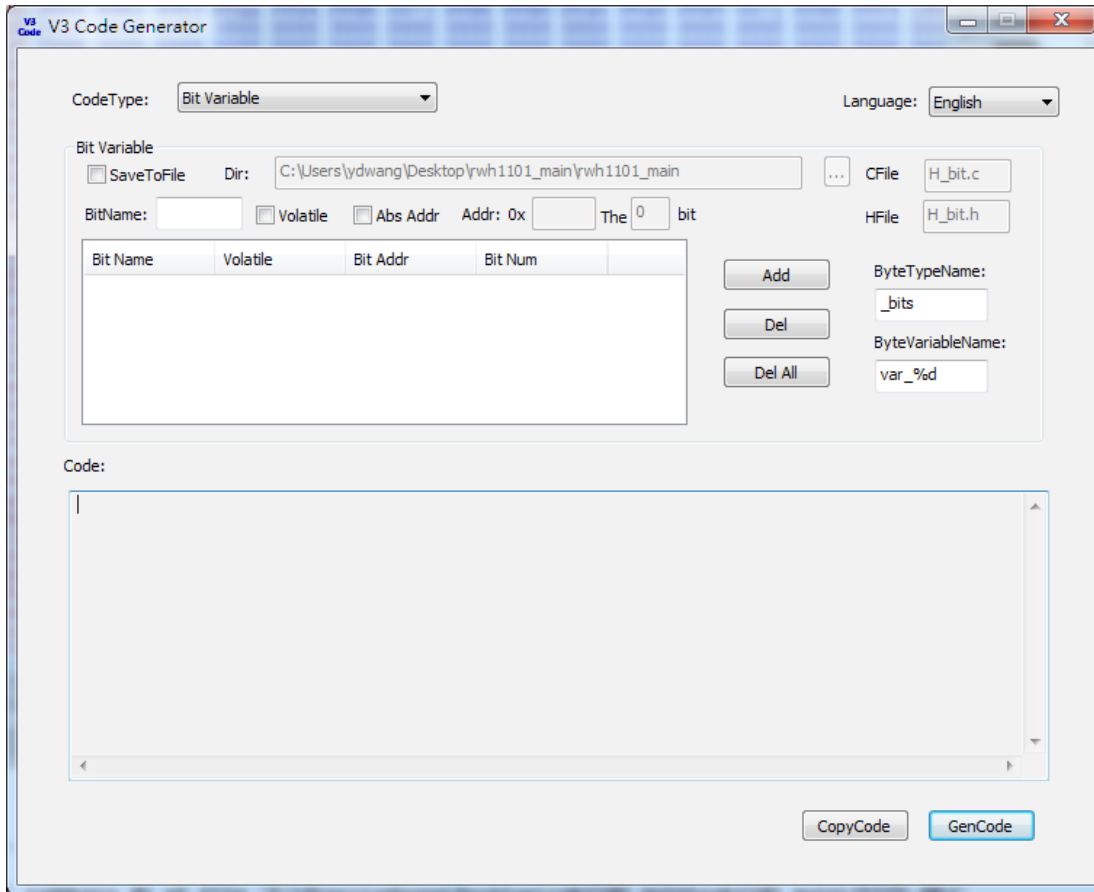 V3 Code V3 Code Generator
CodeType: Bit Variable Language: English
Bit Variable
SaveToFile Dir: C:\Users\ydwang\Desktop\rwh1101_main\rwh1101_main ... CFile H_bit.c
BitName: Volatile Abs Addr Addr: 0x The 0 bit HFile H_bit.h
Bit Name Volatile Bit Addr Bit Num
Add ByteTypeName:
_bits
Del
ByteVariableName:
Del All var_%d
Code:
CopyCode GenCode